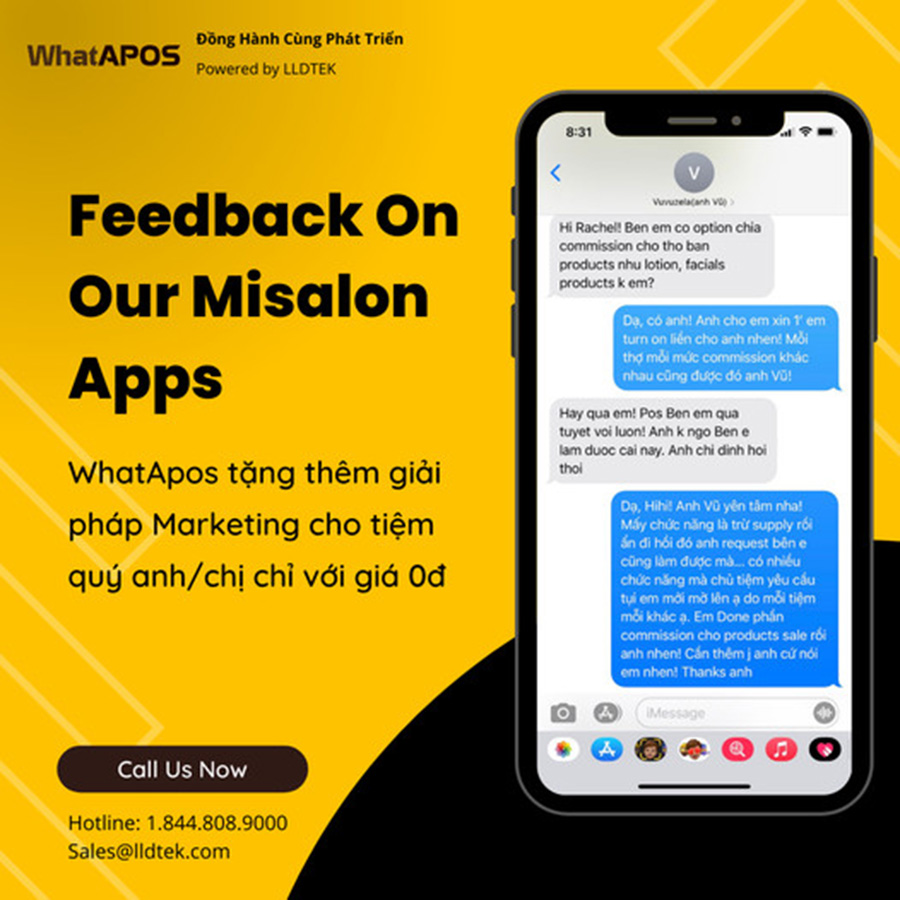 WhatAPOS
Đồng Hành Cùng Phát Triển
Powered by LLDTEK
Feedback On
Our Misalon
Apps
WhatApos tặng thêm giải
pháp Marketing cho tiệm
quý anh/chị chỉ với giá 0đ
Call Us Now
Hotline: 1.844.808.9000
Sales@lldtek.com
8:31
V
Vuvuzela(anh Vũ)
Hi Rachel! Ben em co option chia
commission cho tho ban
products nhu lotion, facials
products k em?
Dạ, có anh! Anh cho em xin 1' em
turn on liền cho anh nhen! Mỗi
thợ mỗi mức commission khác
nhau cũng được đó anh Vũ!
Hay qua em! Pos Ben em qua
tuyet voi luon! Anh k ngo Ben e
lam duoc cai nay. Anh chi dinh hoi
thoi
Dạ, Hihi! Anh Vũ yên tâm nha!
Mấy chức năng là trừ supply rồi
ẩn đi hồi đó anh request bên e
cũng làm được mà... có nhiều
chức năng mà chủ tiệm yêu cầu
tụi em mới mở lên ạ do mỗi tiệm
mỗi khác ạ. Em Done phần
commission cho products sale rồi
anh nhen! Cần thêm j anh cứ nói
em nhen! Thanks anh
iMessage